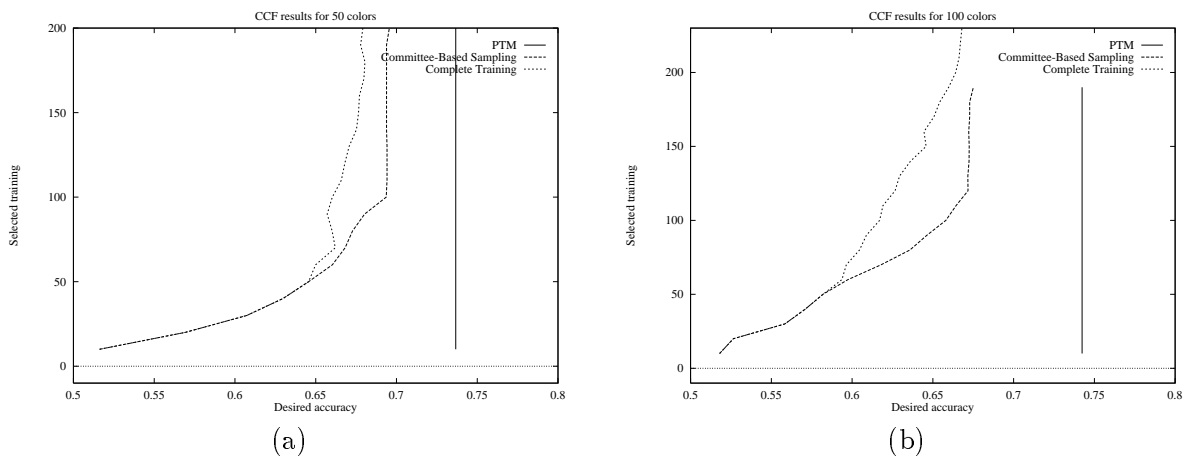 CCF results for 50 colors
200
150
100
50
0
Selected training
PTM
Committee-Based Sampling
Complete Training
0.5 0.55 0.6 0.65 0.7 0.75 0.8
Desired accuracy
(a)
CCF results for 100 colors
200
150
100
50
0
Selected training
PTM
Committee-Based Sampling
Complete Training
0.5 0.55 0.6 0.65 0.7 0.75 0.8
Desired accuracy
(b)